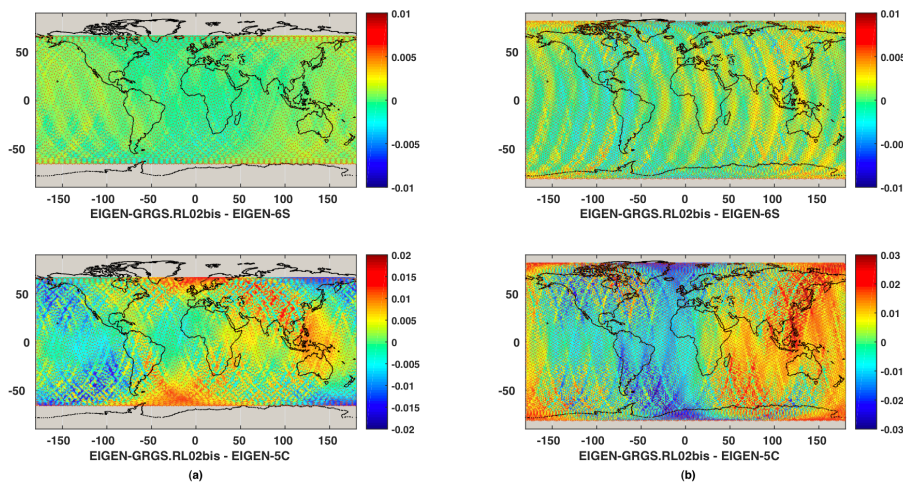 0.01 0.01
50 0.005 50 0.005
0 0 0 0
-50 -0.005 -50 -0.005
-0.01 -0.01
-150 -100 -50 0 50 100 150 -150 -100 -50 0 50 100 150
EIGEN-GRGS.RL02bis - EIGEN-6S EIGEN-GRGS.RL02bis - EIGEN-6S
0.02 0.03
0.015 0.02
50 0.01 50
0.005 0.01
0 0 0 0
-0.005 -0.01
-50 -0.01 -50
-0.015 -0.02
-0.02 -0.03
-150 -100 -50 0 50 100 150 -150 -100 -50 0 50 100 150
EIGEN-GRGS.RL02bis - EIGEN-5C EIGEN-GRGS.RL02bis - EIGEN-5C
(a) (b)